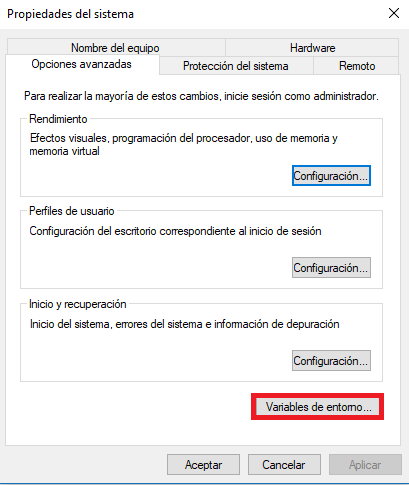 Propiedades del sistema
Nombre del equipo
Hardware
Opciones avanzadas
Protección del sistema
Remoto
Para realizar la mayoría de estos cambios, inicie sesión como administrador.
Rendimiento
Efectos visuales, programación del procesador, uso de memoria y
memoria virtual
Configuración...
Perfiles de usuario
Configuración del escritorio correspondiente al inicio de sesión
Configuración...
Inicio y recuperación
Inicio del sistema, errores del sistema e información de depuración
Configuración...
Variables de entorno...
Aceptar
Cancelar
Aplicar